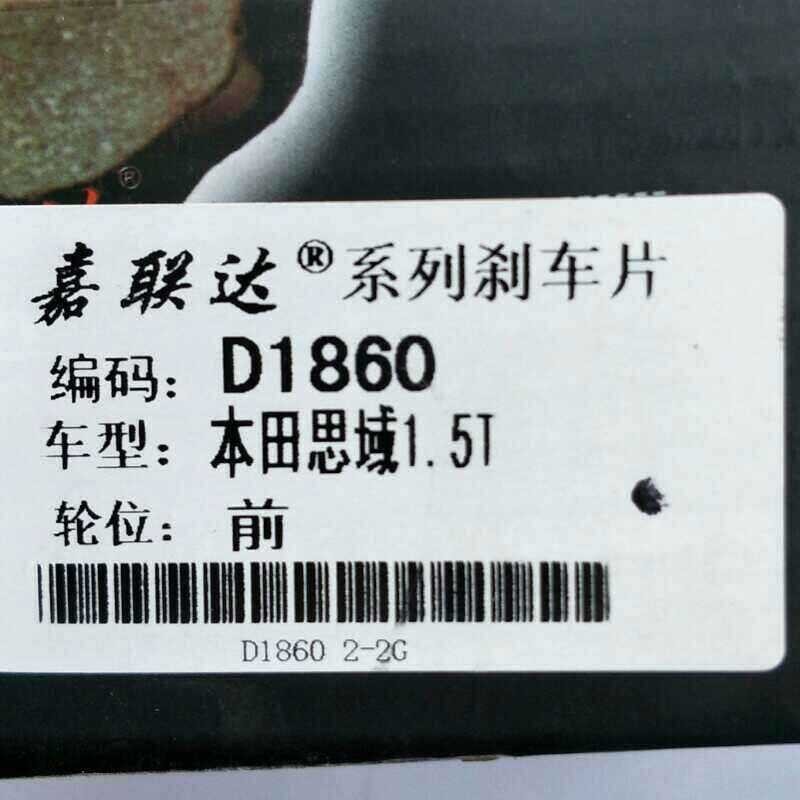 嘉联达®系列刹车片
编码：D1860
车型：本田思域1.5T
轮位：前
D1860 2-2G